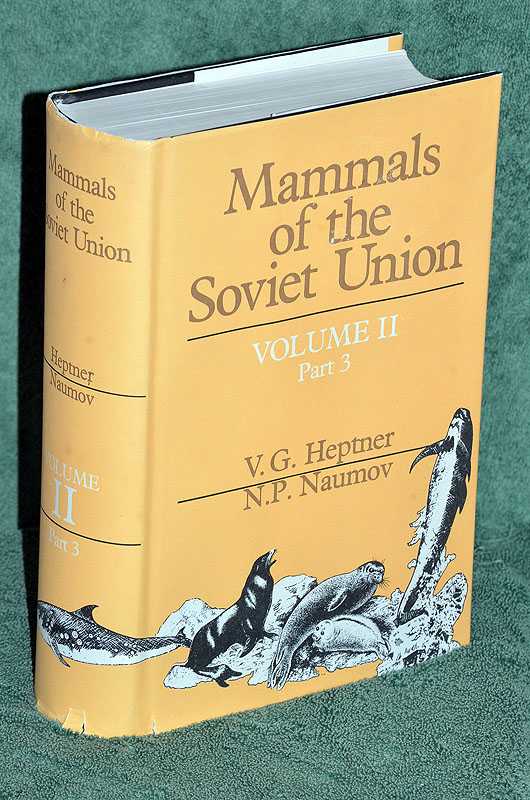 Mammals
of the
Soviet Union
VOLUME II
Part 3
V. G. Heptner
N.P. Naumov
Mammals
of the
Soviet Union
Heptner
Naumov
VOLUME
II
Part 3